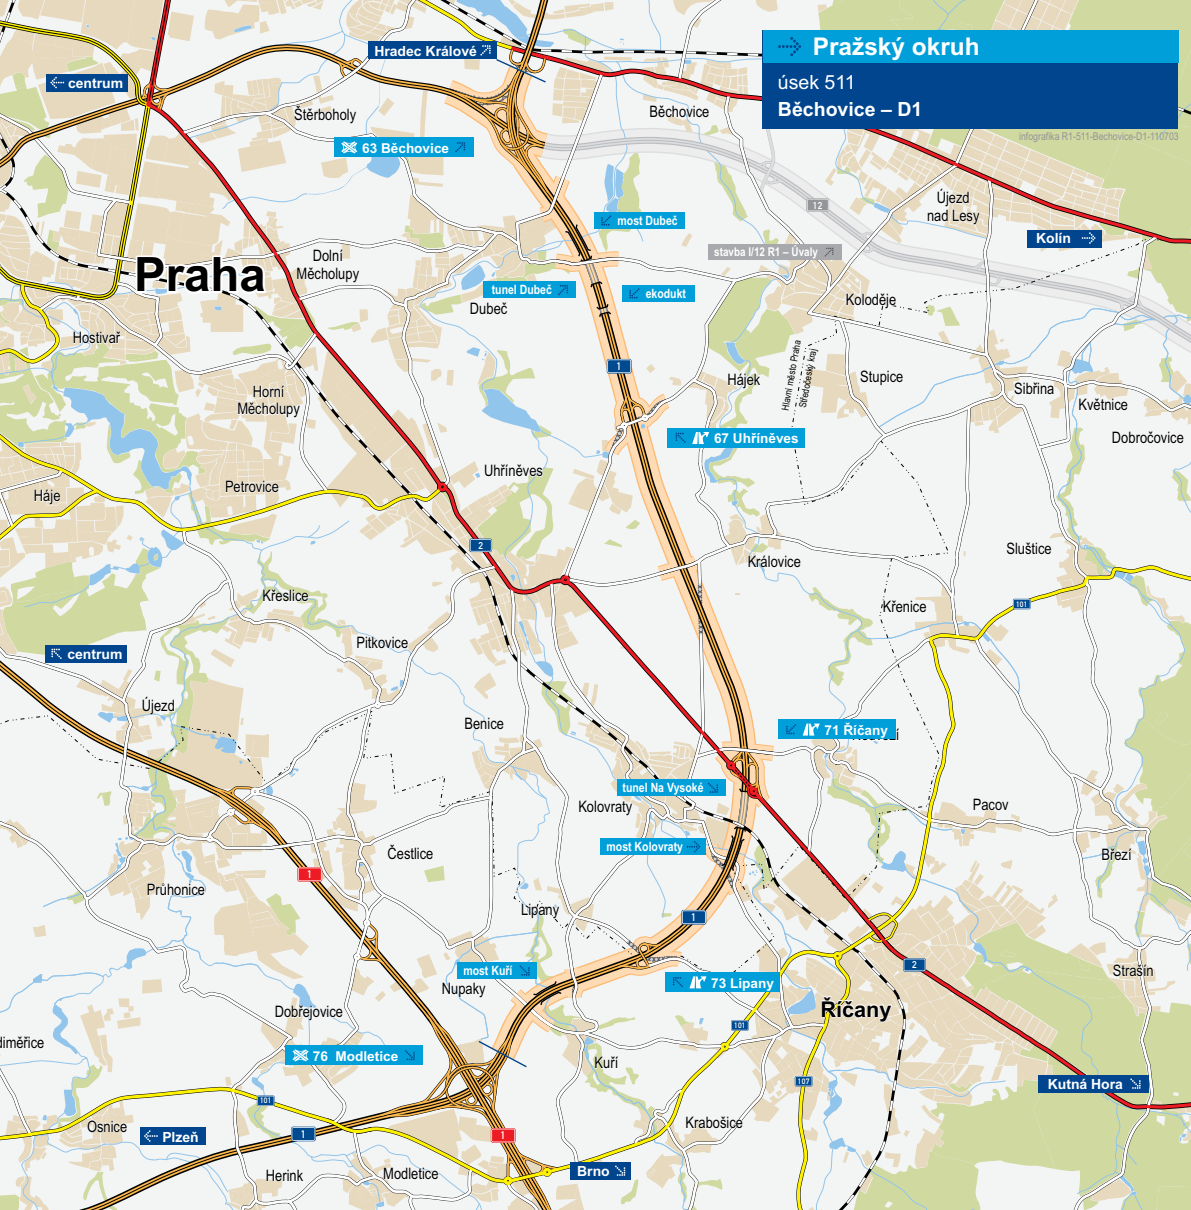 Pražský okruh
úsek 511
Běchovice – D1
infografika R1-511-Bechovice-D1-110703
Hradec Králové
centrum
Štěrboholy
Běchovice
63 Běchovice
Újezd
nad Lesy
12
most Dubeč
Kolín
stavba I/12 R1 – Úvaly
Dolní
Měcholupy
Praha
tunel Dubeč
ekodukt
Dubeč
Koloděje
Hostivař
Hlavní město Praha
Středočeský kraj
1
Hájek
Stupice
Sibřina
Květnice
Horní
Měcholupy
67 Uhříněves
Dobročovice
Uhříněves
Petrovice
Háje
2
Královice
Sluštice
Křeslice
Křenice
101
Pitkovice
centrum
Újezd
Benice
71 Říčany
tunel Na Vysoké
Kolovraty
Pacov
most Kolovraty
Čestlice
Březí
1
Průhonice
Lipany
1
2
most Kuří
Nupaky
73 Lipany
Strašín
Dobřejovice
Říčany
101
76 Modletice
Kuří
107
Kutná Hora
101
Osnice
Plzeň
1
1
Krabošice
Herink
Modletice
Brno